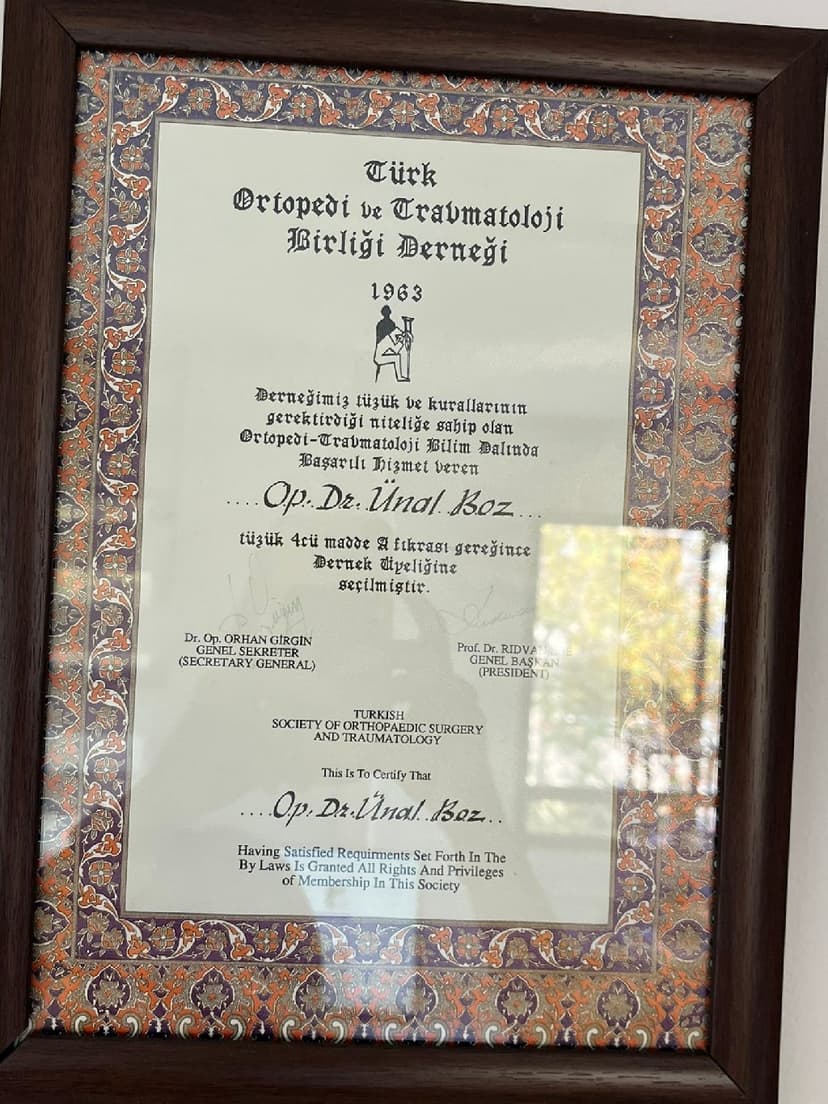 Türk
Ortopedi ve Travmatoloji
Birliği Derneği
1963
Derneğimiz tüzük ve kurallarının
gerektirdiği niteliğe sahip olan
Ortopedi-Travmatoloji Bilim Dalında
Başarılı Hizmet veren
....Op. Dr. Ünal Boz...
tüzük 4cü madde A fıkrası gereğince
Dernek Üyeliğine
seçilmiştir.
Dr. Op. ORHAN GİRGİN
GENEL SEKRETER
(SECRETARY GENERAL)
Prof. Dr.
GENEL BAŞKAN
(PRESIDENT)
TURKISH
SOCIETY OF ORTHOPAEDIC SURGERY
AND TRAUMATOLOGY
This Is To Certify That
....Op. Dr. Ünal Boz..
Having Satisfied Requirments Set Forth In The
By Laws Is Granted All Rights And Privileges
of Membership In This Society